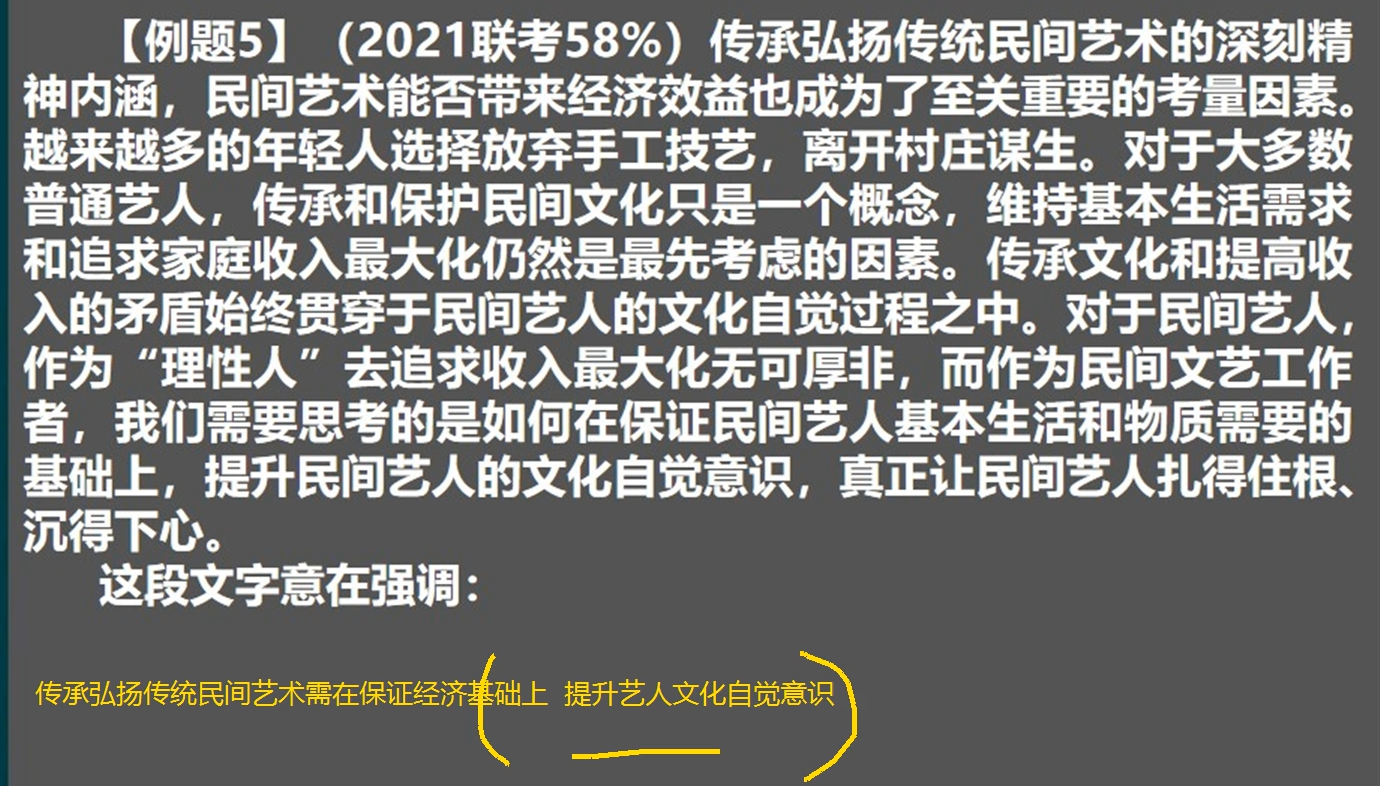 【例题5】（2021联考58%）传承弘扬传统民间艺术的深刻精
神内涵，民间艺术能否带来经济效益也成为了至关重要的考量因素。
越来越多的年轻人选择放弃手工技艺，离开村庄谋生。对于大多数
普通艺人，传承和保护民间文化只是一个概念，维持基本生活需求
和追求家庭收入最大化仍然是最先考虑的因素。传承文化和提高收
入的矛盾始终贯穿于民间艺人的文化自觉过程之中。对于民间艺人，
作为“理性人”去追求收入最大化无可厚非，而作为民间文艺工作
者，我们需要思考的是如何在保证民间艺人基本生活和物质需要的
基础上，提升民间艺人的文化自觉意识，真正让民间艺人扎得住根、
沉得下心。
这段文字意在强调：
传承弘扬传统民间艺术需在保证经济基础上 提升艺人文化自觉意识